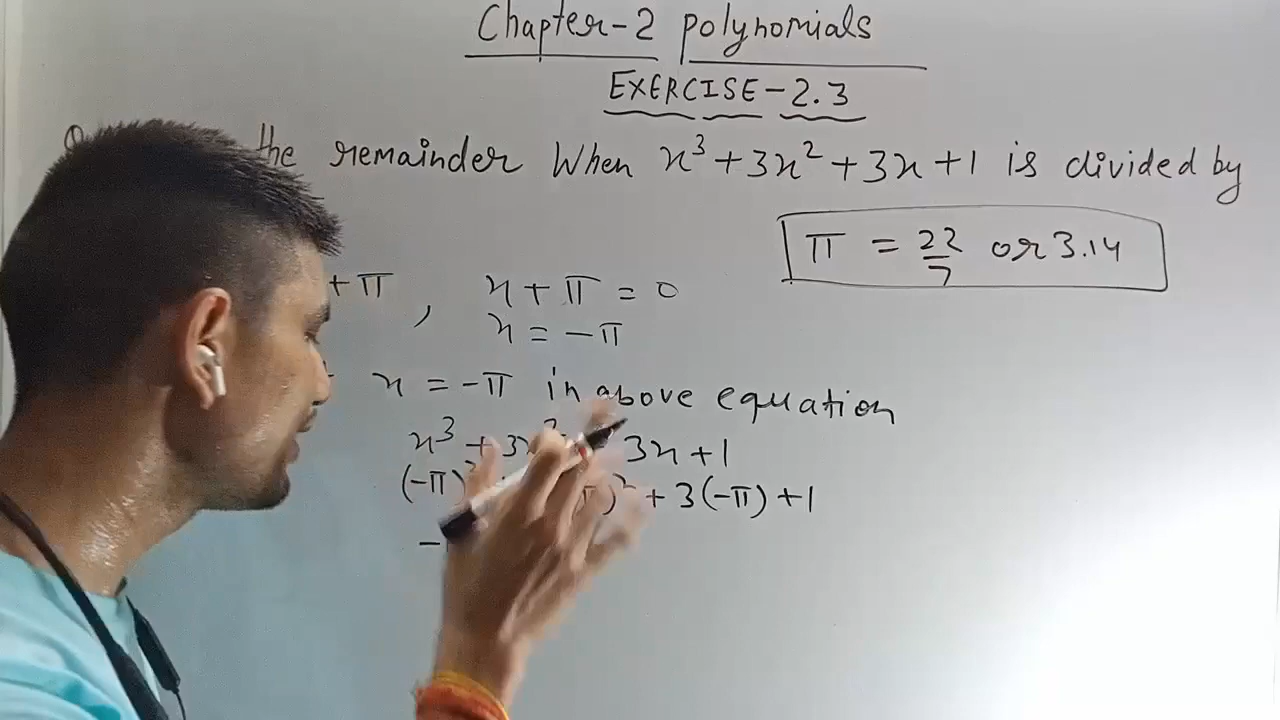 Chapter-2 polynomials
EXERCISE-2.3
the remainder When x³ + 3x² + 3x + 1 is divided by
π = 22/7 or 3.14
+ π , x + π = 0
x = -π
x = -π in above equation
x³ + 3x² 3x + 1
(-π) + 3(-π) + 1